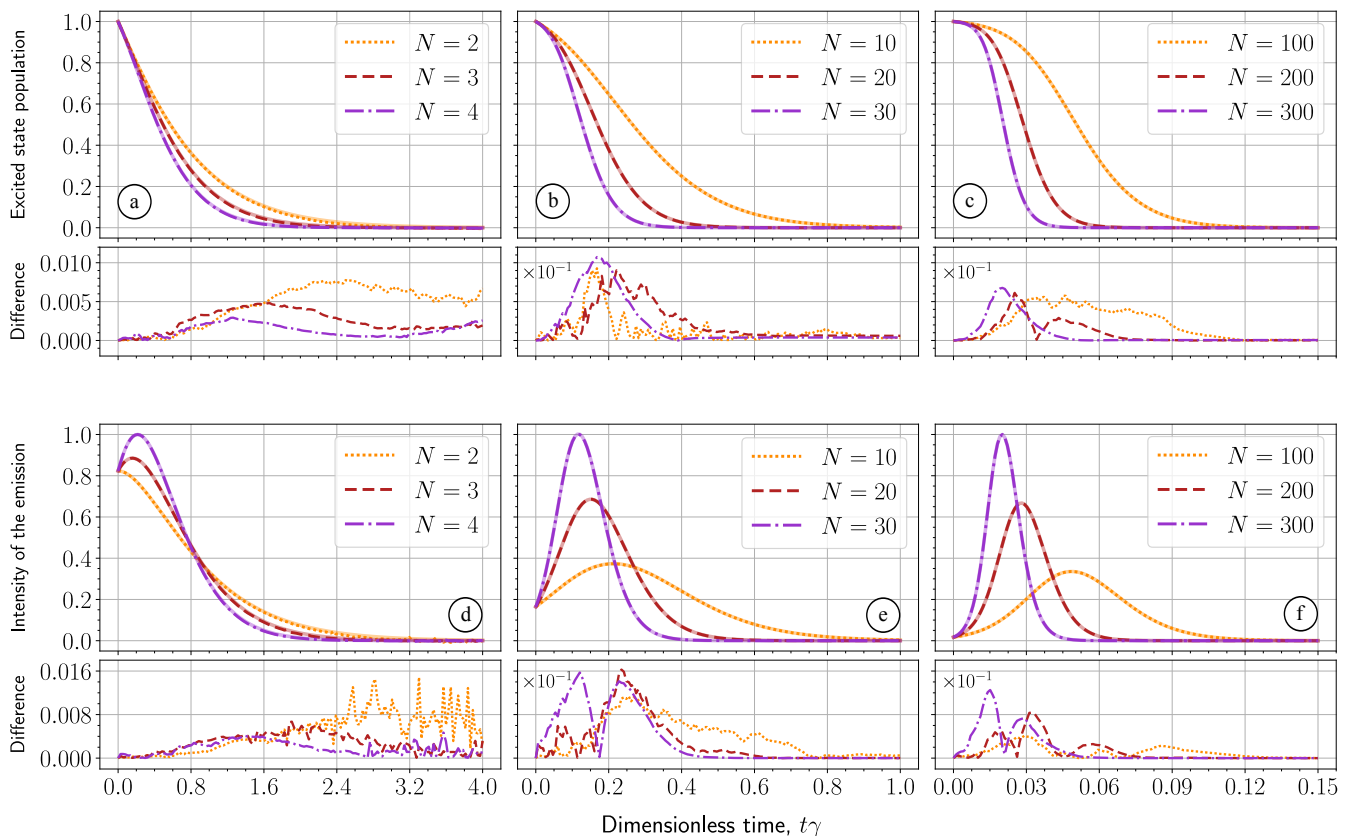 Excited state population
1.0
0.8
0.6
0.4
0.2
0.0
N = 2
N = 3
N = 4
a
N = 10
N = 20
N = 30
b
N = 100
N = 200
N = 300
c
Difference
0.010
0.005
0.000
×10⁻¹
×10⁻¹
Intensity of the emission
1.0
0.8
0.6
0.4
0.2
0.0
N = 2
N = 3
N = 4
d
N = 10
N = 20
N = 30
e
N = 100
N = 200
N = 300
f
Difference
0.016
0.008
0.000
×10⁻¹
×10⁻¹
0.0 0.8 1.6 2.4 3.2 4.0
0.0 0.2 0.4 0.6 0.8 1.0
0.00 0.03 0.06 0.09 0.12 0.15
Dimensionless time, tγ